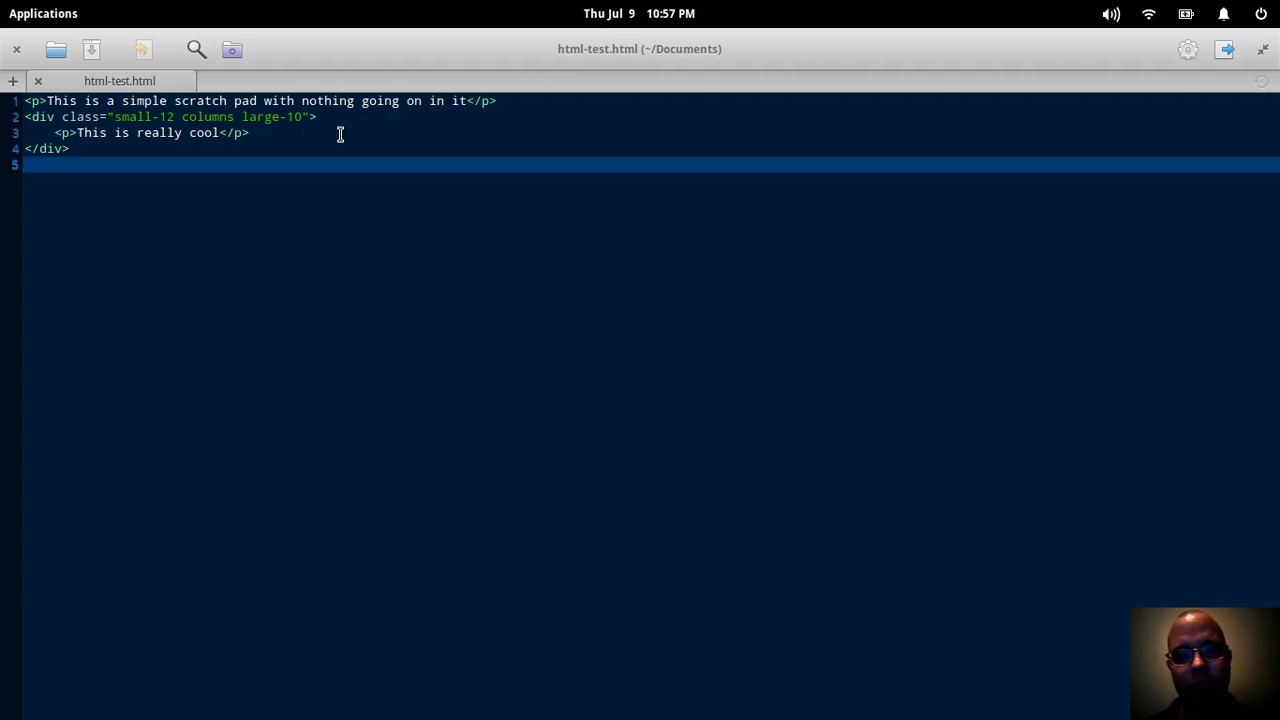 Applications
Thu Jul 9 10:57 PM
html-test.html (~/Documents)
html-test.html
1 <p>This is a simple scratch pad with nothing going on in it</p>
2 <div class="small-12 columns large-10">
3 <p>This is really cool</p>
4 </div>
5